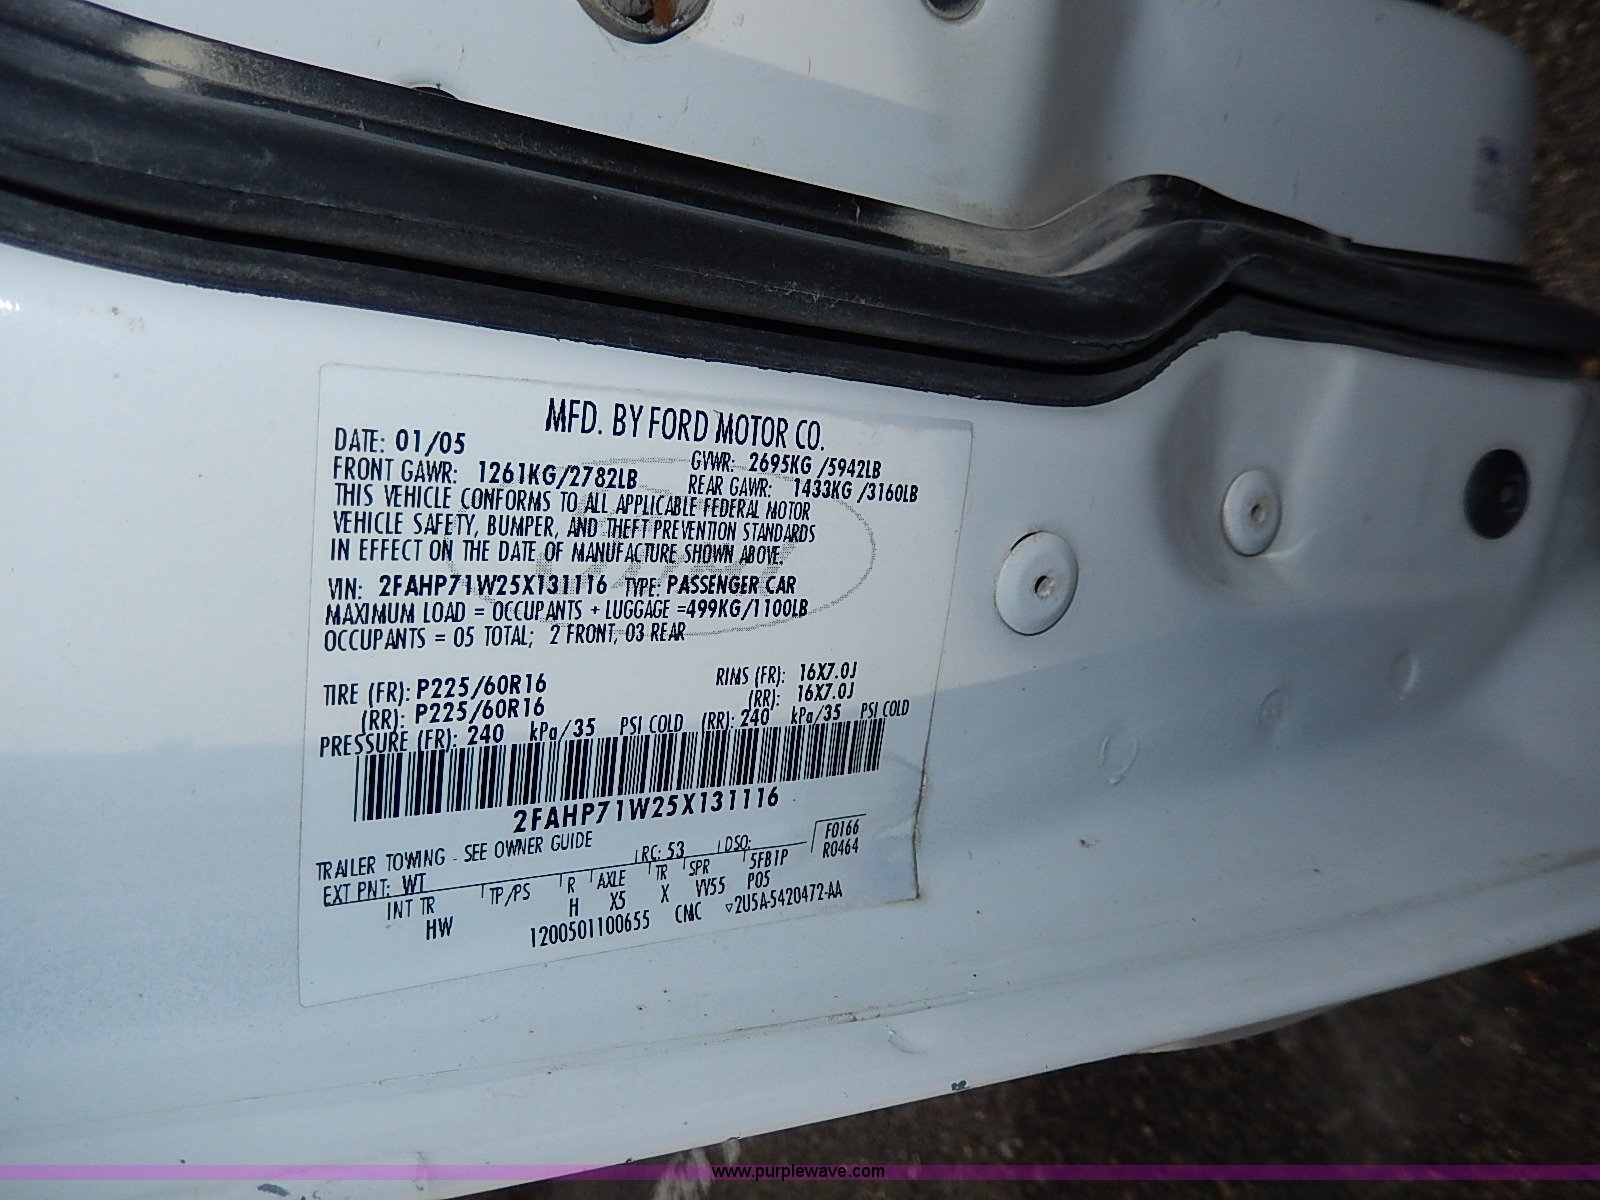 MFD. BY FORD MOTOR CO.
DATE: 01/05
GVWR: 2695KG /5942LB
FRONT GAWR: 1261KG/2782LB
REAR GAWR: 1433KG /3160LB
THIS VEHICLE CONFORMS TO ALL APPLICABLE FEDERAL MOTOR
VEHICLE SAFETY, BUMPER, AND THEFT PREVENTION STANDARDS
IN EFFECT ON THE DATE OF MANUFACTURE SHOWN ABOVE.
VIN: 2FAHP71W25X131116 TYPE: PASSENGER CAR
MAXIMUM LOAD = OCCUPANTS + LUGGAGE =499KG/1100LB
OCCUPANTS = 05 TOTAL; 2 FRONT, 03 REAR
TIRE (FR): P225/60R16 RIMS (FR): 16X7.0J
(RR): P225/60R16 (RR): 16X7.0J
PRESSURE (FR): 240 kPa/35 PSI COLD (RR): 240 kPa/35 PSI COLD
2FAHP71W25X131116
TRAILER TOWING - SEE OWNER GUIDE
EXT PNT: WT RC: 53 DSO: F0166
R0464
INT TR TP/PS R AXLE TR SPR 5FB1P
HW H X5 X VV55 P05
1200501100655 CMC ▽2U5A-5420472-AA
www.purplewave.com